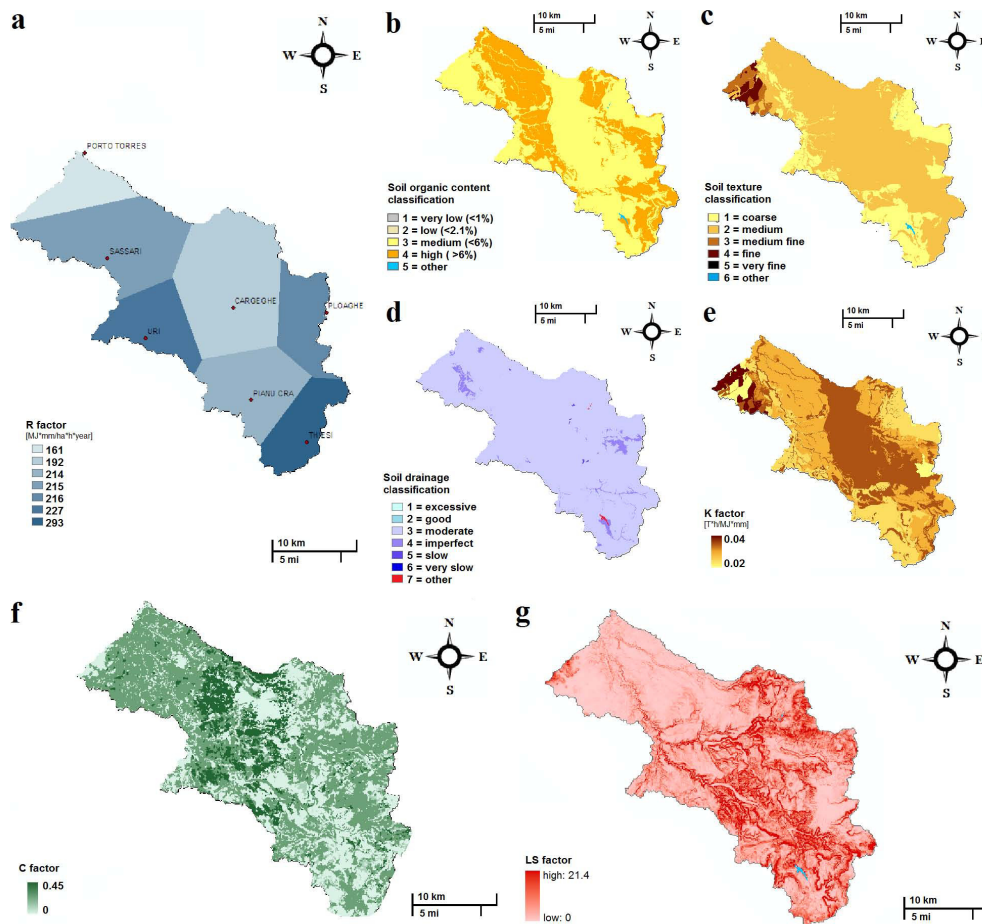 a
N
W
E
S
PORTO TORRES
SASSARI
CARGEGHE
PLOAGHE
URI
PIANU CRA
THIESI
R factor
[MJ*mm/ha*h*year]
161
192
214
215
216
227
293
10 km
5 mi
b
10 km
5 mi
N
W
E
S
Soil organic content
classification
1 = very low (<1%)
2 = low (<2.1%)
3 = medium (<6%)
4 = high ( >6%)
5 = other
c
10 km
5 mi
N
W
E
S
Soil texture
classification
1 = coarse
2 = medium
3 = medium fine
4 = fine
5 = very fine
6 = other
d
10 km
5 mi
N
W
E
S
Soil drainage
classification
1 = excessive
2 = good
3 = moderate
4 = imperfect
5 = slow
6 = very slow
7 = other
e
10 km
5 mi
N
W
E
S
K factor
[T*h/MJ*mm]
0.04
0.02
f
N
W
E
S
C factor
0.45
0
10 km
5 mi
g
N
W
E
S
LS factor
high: 21.4
low: 0
10 km
5 mi